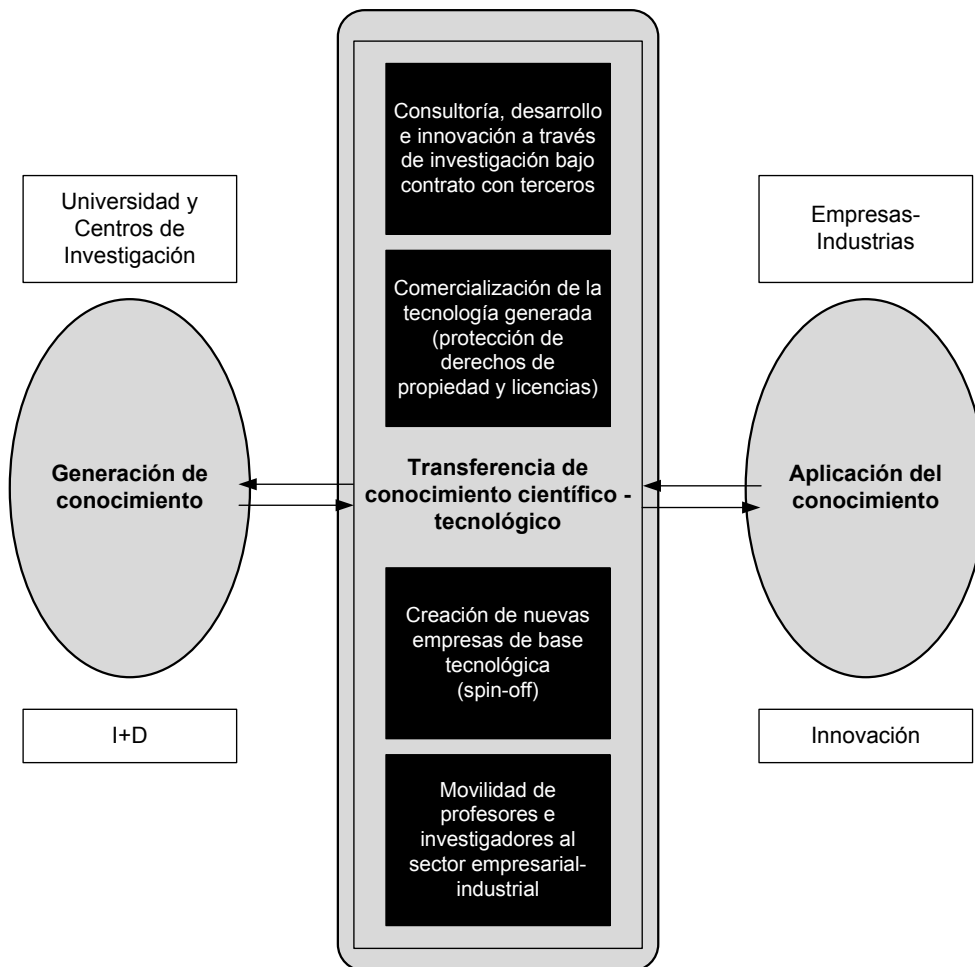 Universidad y
Centros de
Investigación
Generación de
conocimiento
I+D
Consultoría, desarrollo
e innovación a través
de investigación bajo
contrato con terceros
Comercialización de la
tecnología generada
(protección de
derechos de
propiedad y licencias)
Transferencia de
conocimiento científico -
tecnológico
Creación de nuevas
empresas de base
tecnológica
(spin-off)
Movilidad de
profesores e
investigadores al
sector empresarial-
industrial
Empresas-
Industrias
Aplicación del
conocimiento
Innovación